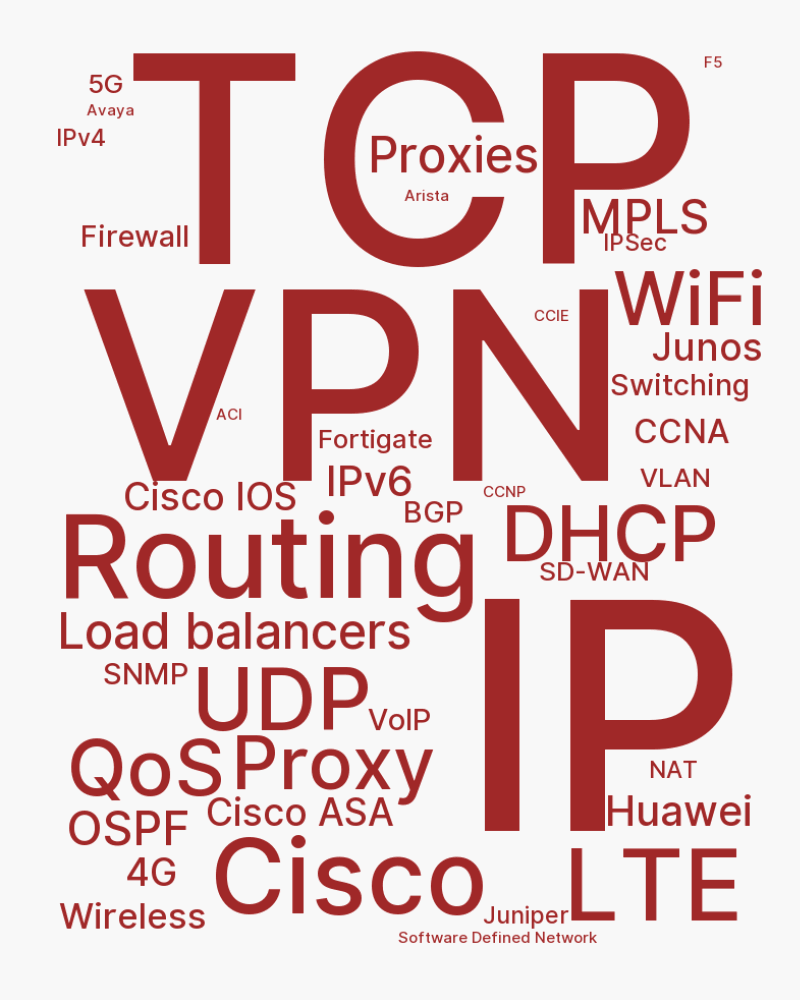 TCP
F5
5G
Avaya
IPv4
Proxies
Arista
Firewall
MPLS
IPSec
VPN
WiFi
CCIE
Junos
Switching
ACI
CCNA
Fortigate
IPv6
VLAN
Cisco IOS
CCNP
BGP
Routing
DHCP
SD-WAN
Load balancers
IP
SNMP
UDP
VoIP
QoS
Proxy
NAT
OSPF
Cisco ASA
Huawei
4G
Cisco
LTE
Wireless
Juniper
Software Defined Network